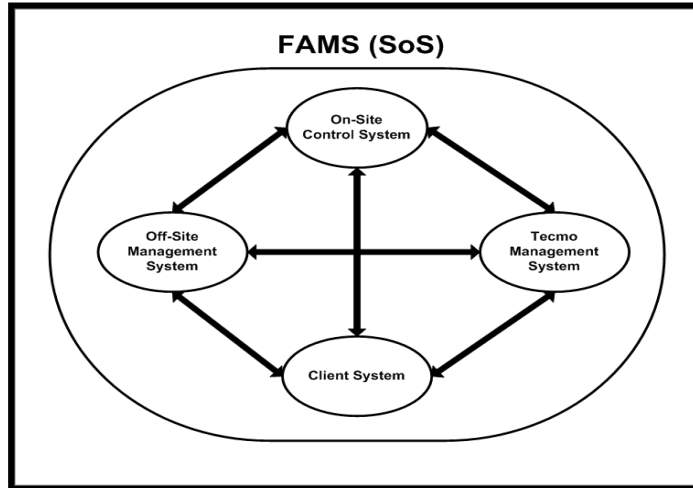 FAMS (SoS)
On-Site
Control System
Off-Site
Management
System
Tecmo
Management
System
Client System